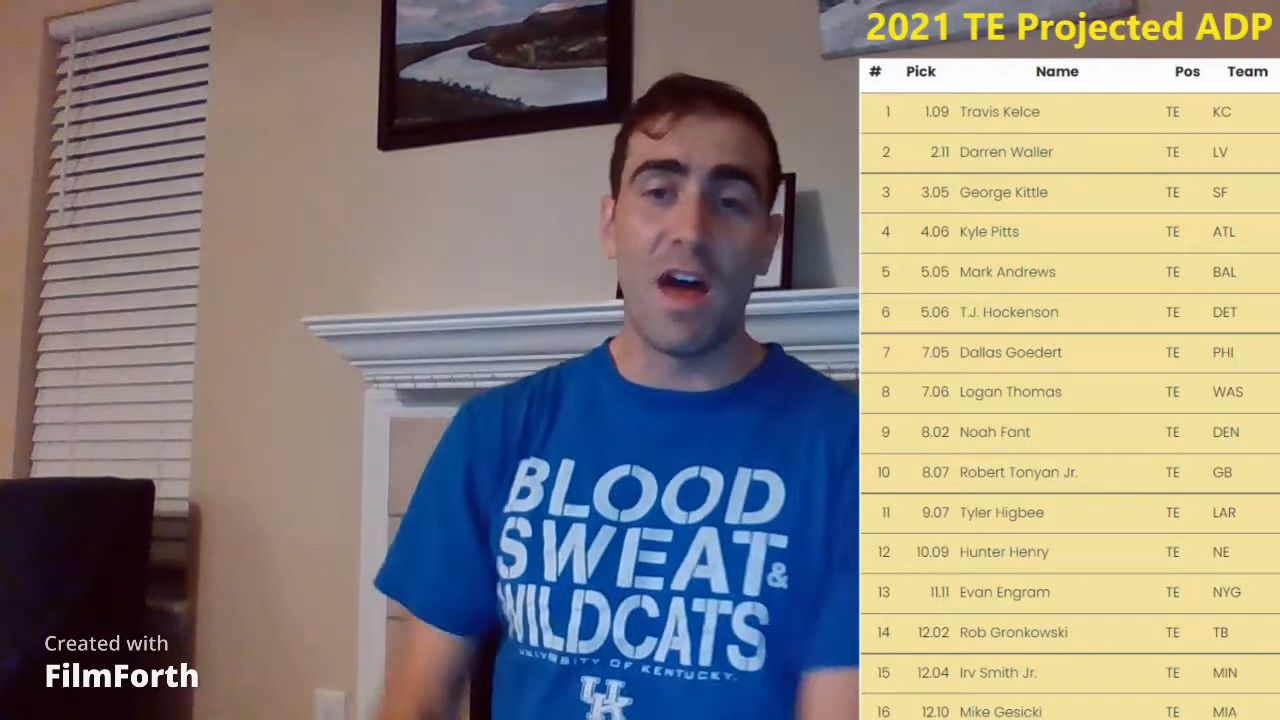 2021 TE Projected ADP
# Pick Name Pos Team
1 1.09 Travis Kelce TE KC
2 2.11 Darren Waller TE LV
3 3.05 George Kittle TE SF
4 4.06 Kyle Pitts TE ATL
5 5.05 Mark Andrews TE BAL
6 5.06 T.J. Hockenson TE DET
7 7.05 Dallas Goedert TE PHI
8 7.06 Logan Thomas TE WAS
9 8.02 Noah Fant TE DEN
10 8.07 Robert Tonyan Jr. TE GB
11 9.07 Tyler Higbee TE LAR
12 10.09 Hunter Henry TE NE
13 11.11 Evan Engram TE NYG
14 12.02 Rob Gronkowski TE TB
15 12.04 Irv Smith Jr. TE MIN
16 12.10 Mike Gesicki TE MIA
BLOOD
SWEAT &
WILDCATS
UNIVERSITY OF KENTUCKY.
UK
Created with
FilmForth